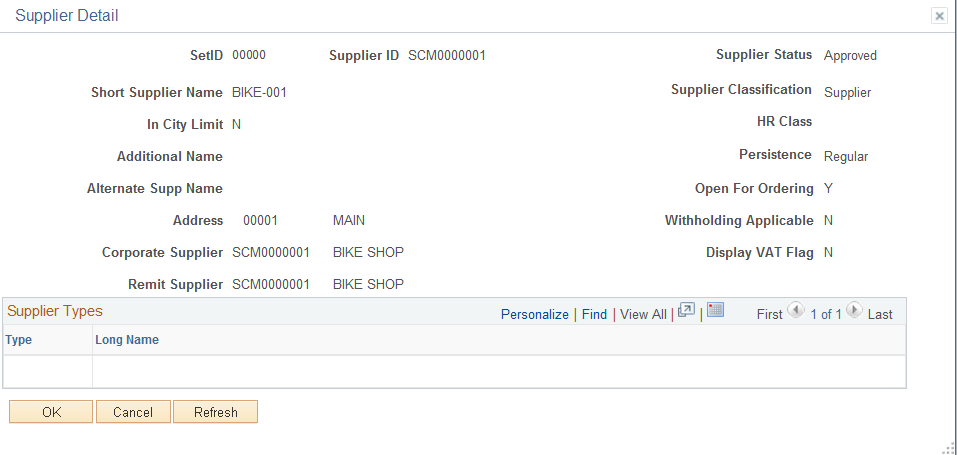 Supplier Detail
SetID 00000 Supplier ID SCM0000001 Supplier Status Approved
Short Supplier Name BIKE-001 Supplier Classification Supplier
In City Limit N HR Class
Additional Name Persistence Regular
Alternate Supp Name Open For Ordering Y
Address 00001 MAIN Withholding Applicable N
Corporate Supplier SCM0000001 BIKE SHOP Display VAT Flag N
Remit Supplier SCM0000001 BIKE SHOP
Supplier Types Personalize | Find | View All | | First 1 of 1 Last
Type Long Name
OK Cancel Refresh